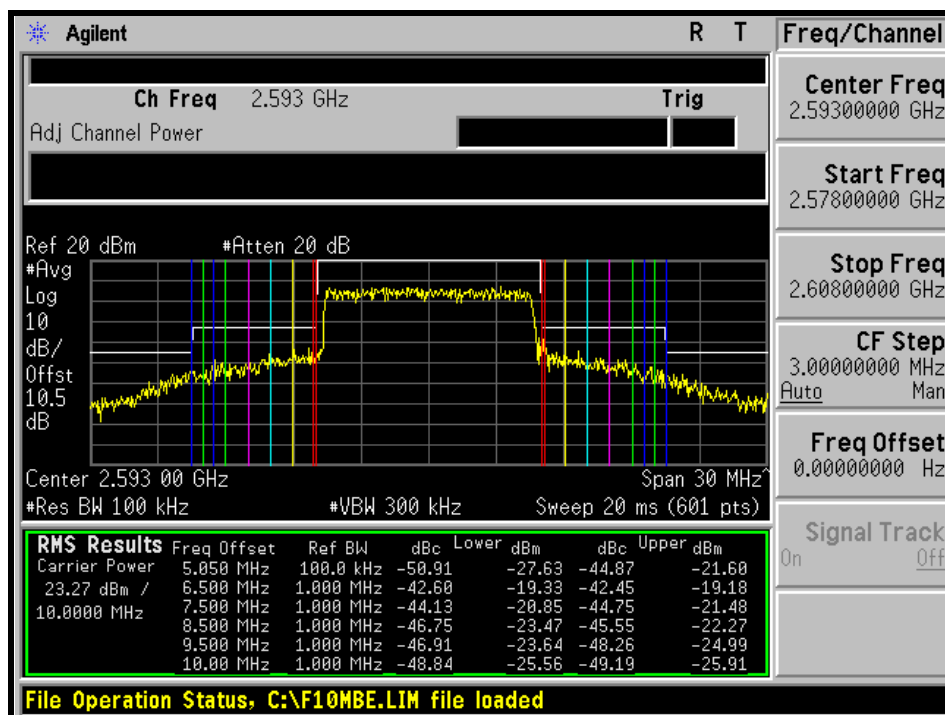 Agilent R T
Ch Freq 2.593 GHz Trig
Adj Channel Power
Ref 20 dBm #Atten 20 dB
#Avg
Log
10
dB/
Offst
10.5
dB
Center 2.593 00 GHz Span 30 MHz^
#Res BW 100 kHz #VBW 300 kHz Sweep 20 ms (601 pts)
RMS Results Freq Offset Ref BW dBc Lower dBm dBc Upper dBm
Carrier Power 5.050 MHz 100.0 kHz -50.91 -27.63 -44.87 -21.60
23.27 dBm / 6.500 MHz 1.000 MHz -42.60 -19.33 -42.45 -19.18
10.0000 MHz 7.500 MHz 1.000 MHz -44.13 -20.85 -44.75 -21.48
8.500 MHz 1.000 MHz -46.75 -23.47 -45.55 -22.27
9.500 MHz 1.000 MHz -46.91 -23.64 -48.26 -24.99
10.00 MHz 1.000 MHz -48.84 -25.56 -49.19 -25.91
File Operation Status, C:\F10MBE.LIM file loaded
Freq/Channel
Center Freq
2.59300000 GHz
Start Freq
2.57800000 GHz
Stop Freq
2.60800000 GHz
CF Step
3.00000000 MHz
Auto Man
Freq Offset
0.00000000 Hz
Signal Track
On Off